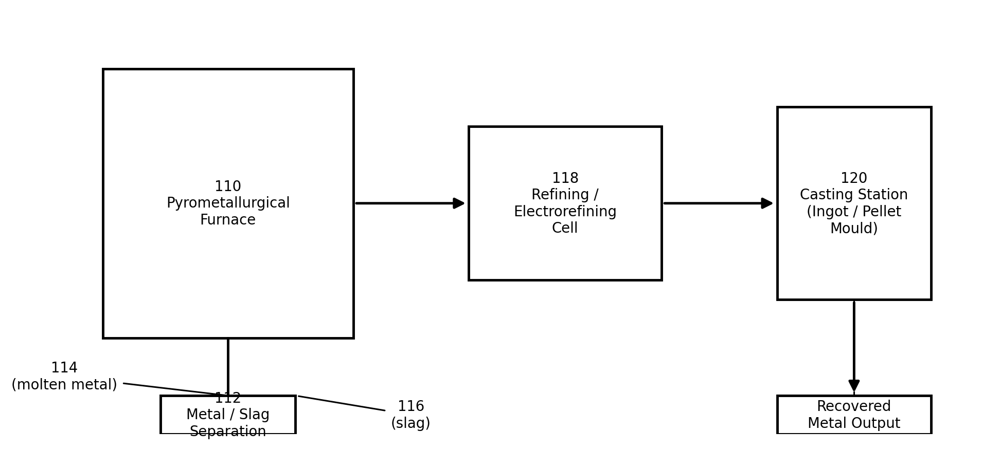 110
Pyrometallurgical
Furnace
118
Refining /
Electrorefining
Cell
120
Casting Station
(Ingot / Pellet
Mould)
114
(molten metal)
112
Metal / Slag
Separation
116
(slag)
Recovered
Metal Output